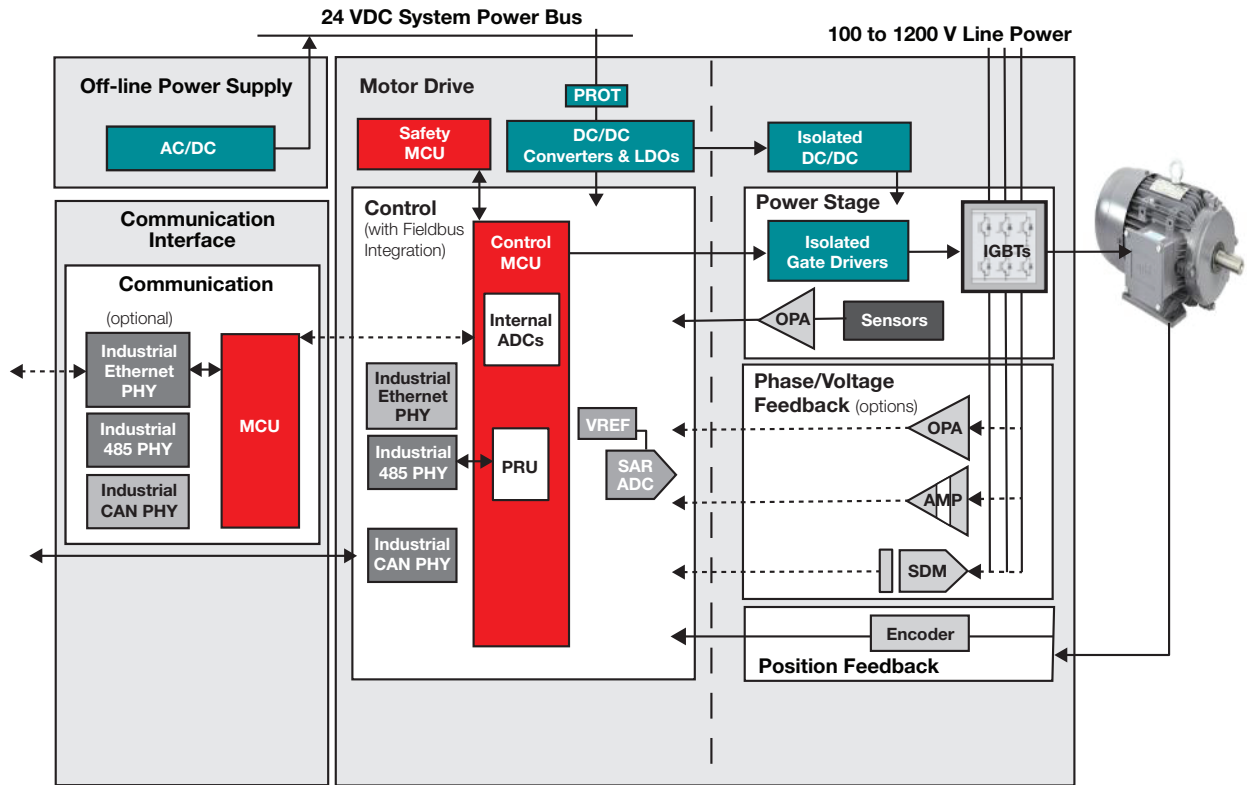 24 VDC System Power Bus
100 to 1200 V Line Power
Off-line Power Supply
AC/DC
Motor Drive
PROT
Safety
MCU
DC/DC
Converters & LDOs
Isolated
DC/DC
Communication
Interface
Communication
(optional)
Industrial
Ethernet
PHY
Industrial
485 PHY
Industrial
CAN PHY
MCU
Control
(with Fieldbus
Integration)
Control
MCU
Internal
ADCs
Industrial
Ethernet
PHY
Industrial
485 PHY
PRU
Industrial
CAN PHY
VREF
SAR
ADC
Power Stage
Isolated
Gate Drivers
IGBTs
OPA
Sensors
Phase/Voltage
Feedback (options)
OPA
AMP
SDM
Encoder
Position Feedback